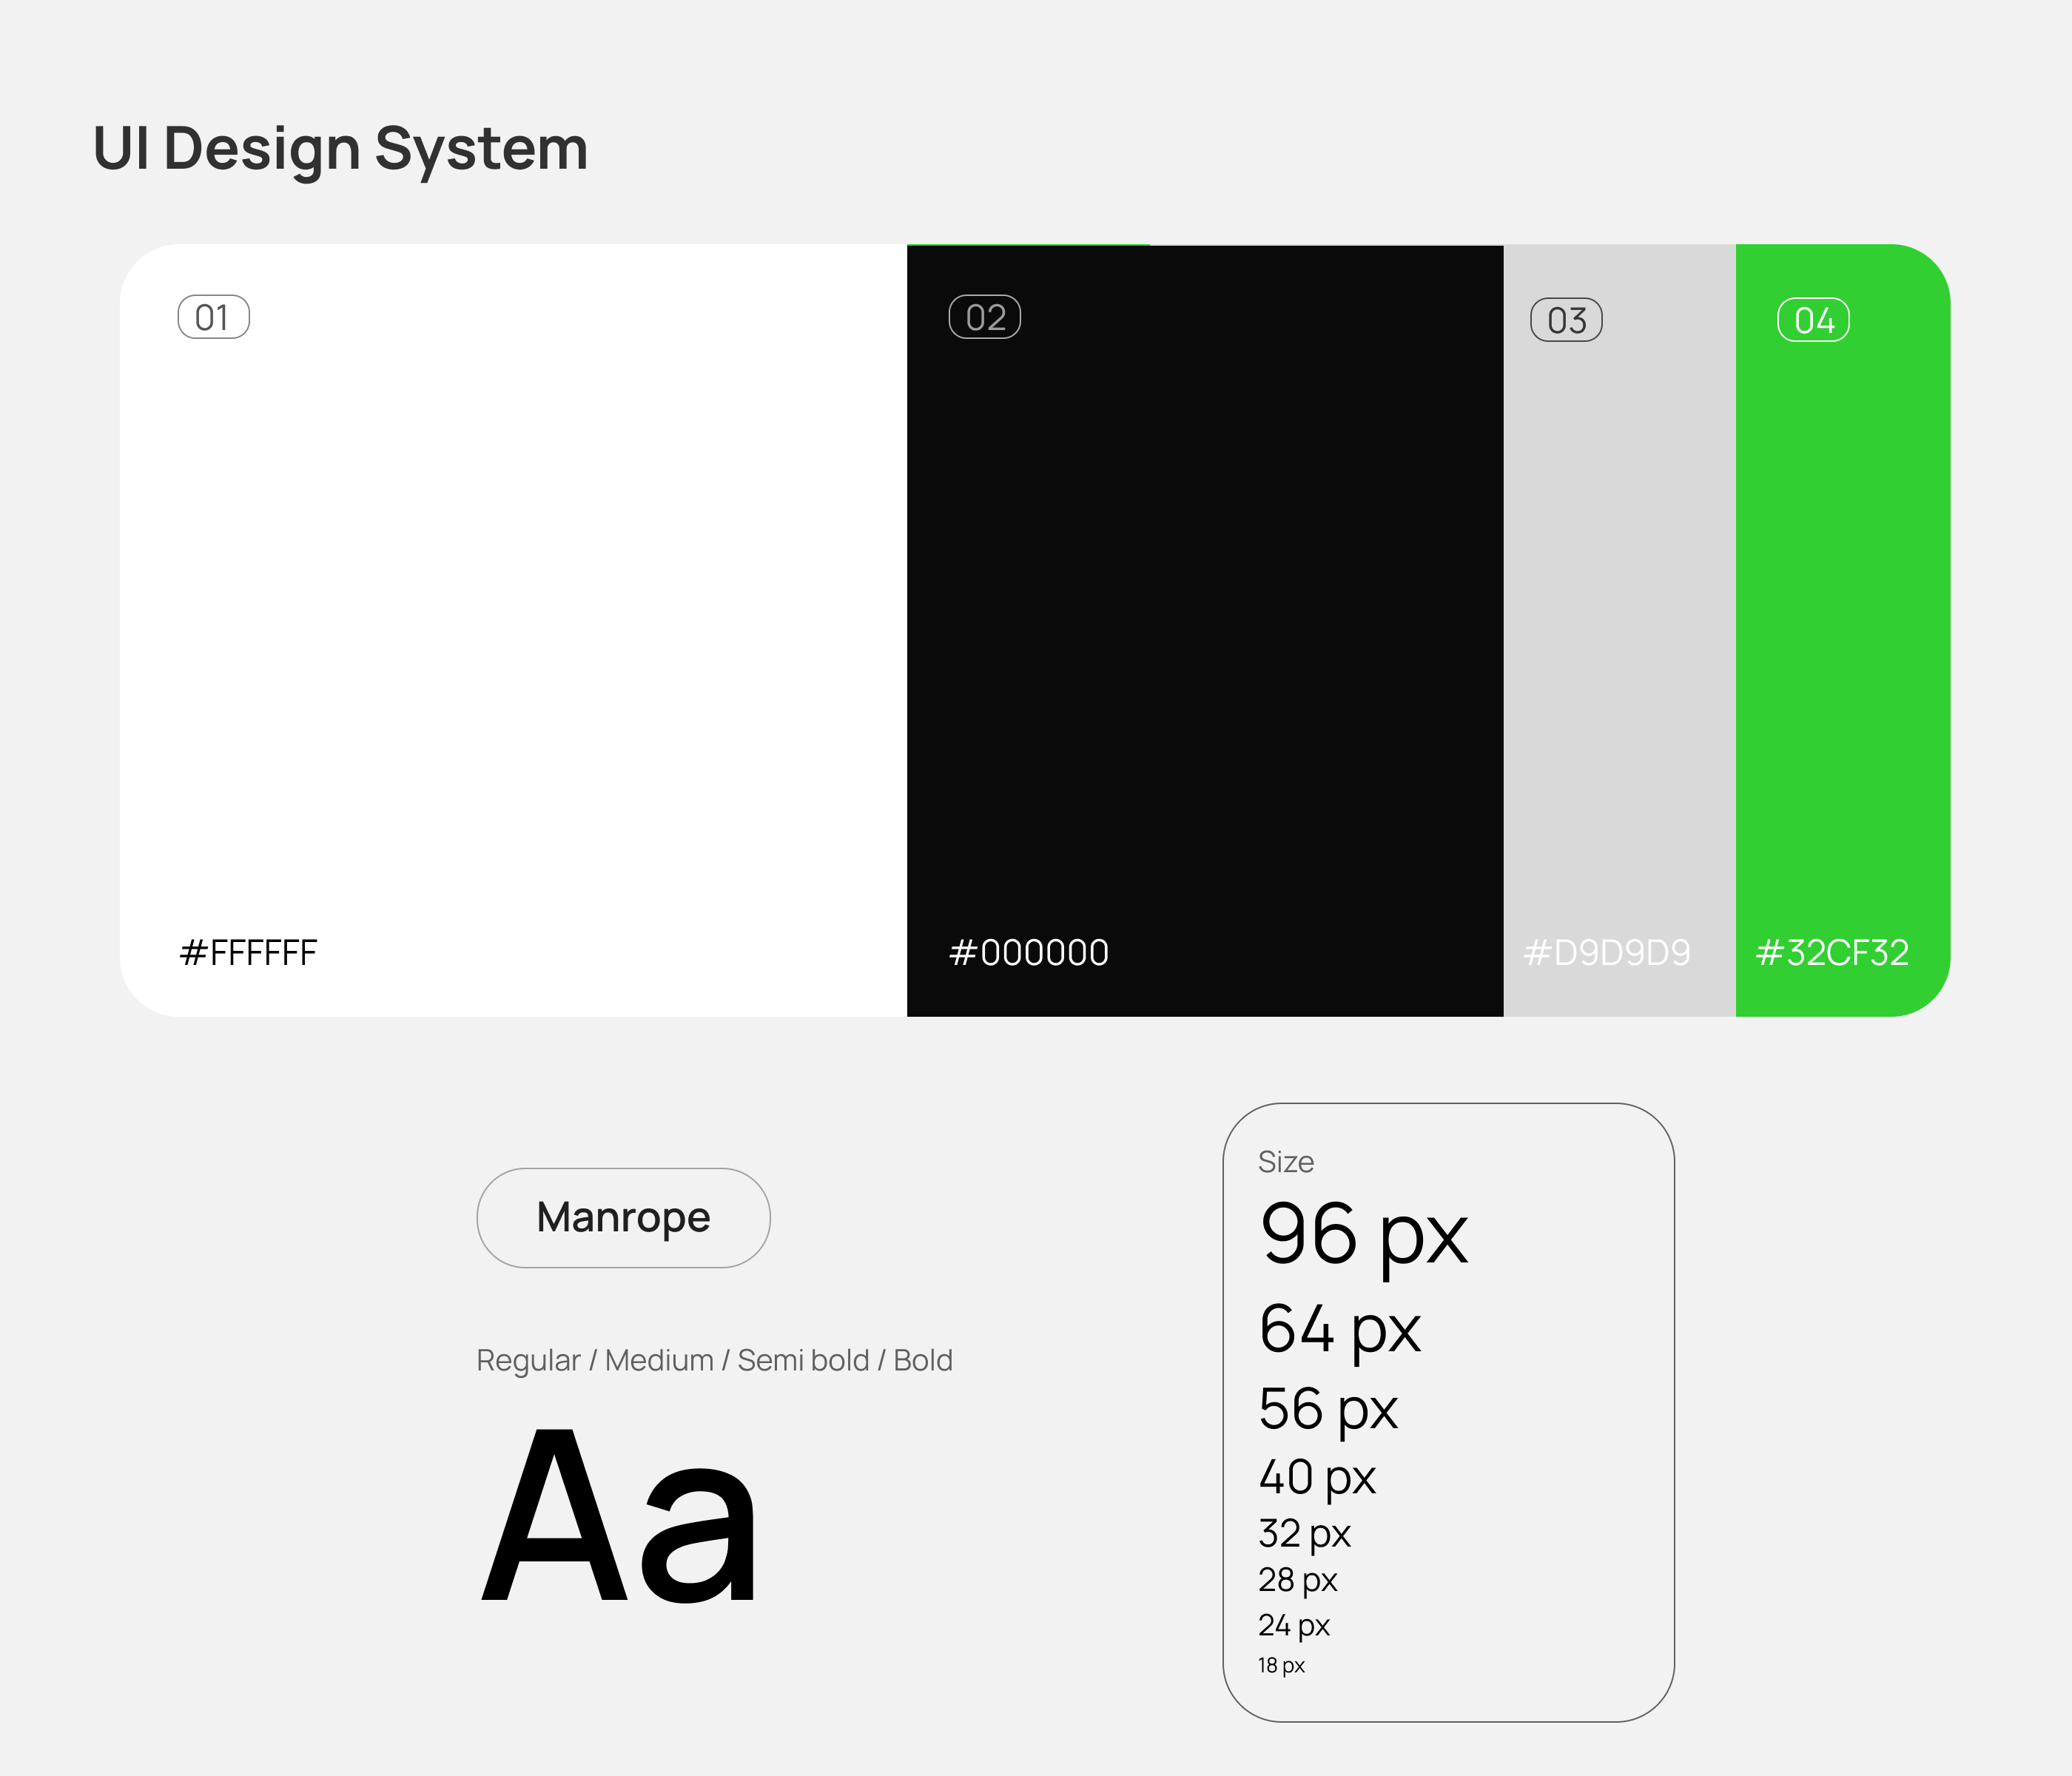 UI Design System
01
02
03
04
#FFFFFF
#000000
#D9D9D9
#32CF32
Manrope
Regular / Medium / Semi bold / Bold
Aa
Size
96 px
64 px
56 px
40 px
32 px
28 px
24 px
18 px